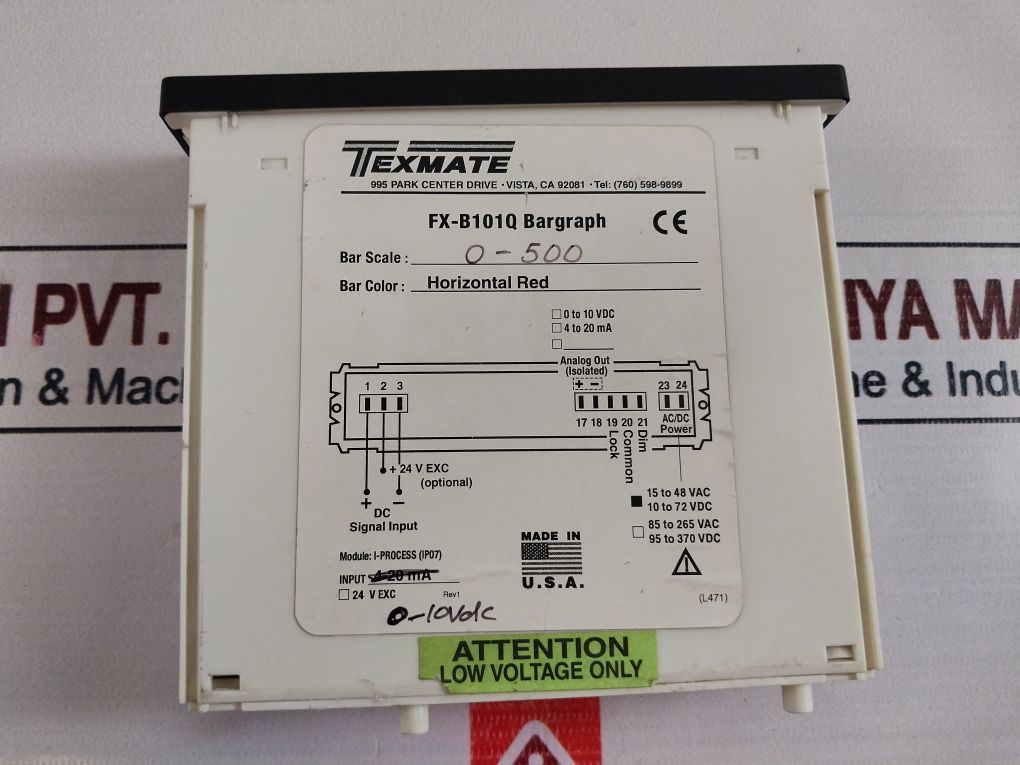 TEXMATE
995 PARK CENTER DRIVE · VISTA, CA 92081 · Tel: (760) 598-9899
FX-B101Q Bargraph CE
Bar Scale : 0-500
Bar Color : Horizontal Red
0 to 10 VDC
4 to 20 mA
Analog Out
(Isolated)
+ -
1 2 3
23 24
17 18 19 20 21
AC/DC
Power
Lock
Common
Dim
+ 24 V EXC
(optional)
+ -
DC
Signal Input
15 to 48 VAC
10 to 72 VDC
85 to 265 VAC
95 to 370 VDC
MADE IN
U.S.A.
Module: I-PROCESS (IP07)
INPUT 4-20 mA
24 V EXC
Rev1
(L471)
0-10Vdc
ATTENTION
LOW VOLTAGE ONLY
PVT.
& Mach
IYA MA
ne & Indu